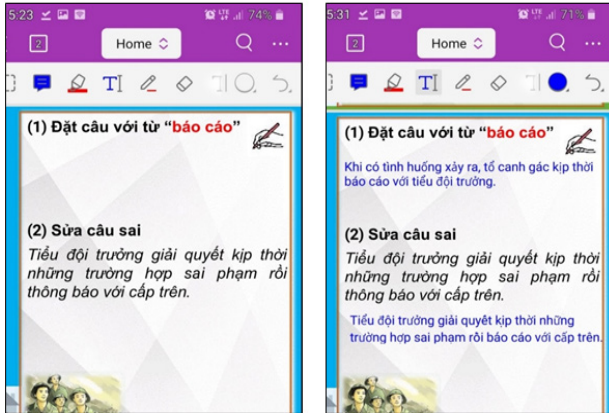 5:23
74%
2
Home
(1) Đặt câu với từ “báo cáo”
(2) Sửa câu sai
Tiểu đội trưởng giải quyết kịp thời
những trường hợp sai phạm rồi
thông báo với cấp trên.
5:31
71%
2
Home
(1) Đặt câu với từ “báo cáo”
Khi có tình huống xảy ra, tổ canh gác kịp thời
báo cáo với tiểu đội trưởng.
(2) Sửa câu sai
Tiểu đội trưởng giải quyết kịp thời
những trường hợp sai phạm rồi
thông báo với cấp trên.
Tiểu đội trưởng giải quyêt kịp thời những
trường hợp sai phạm rôi báo cáo với cấp trên.